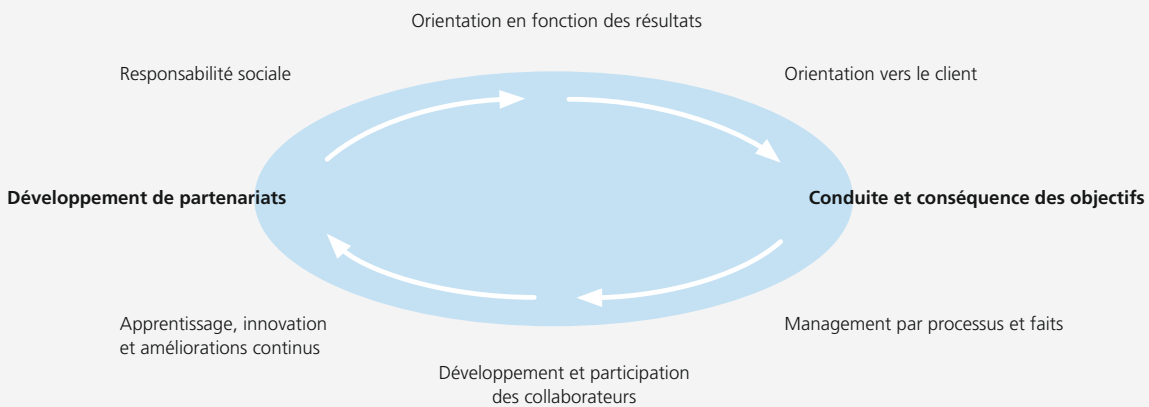 Orientation en fonction des résultats
Responsabilité sociale
Orientation vers le client
Développement de partenariats
Conduite et conséquence des objectifs
Apprentissage, innovation
et améliorations continus
Management par processus et faits
Développement et participation
des collaborateurs